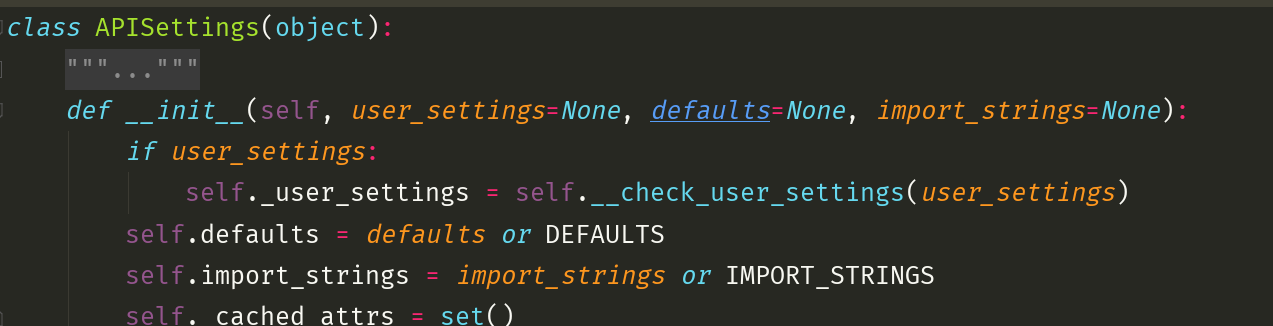 class APISettings(object):
    """..."""
    def __init__(self, user_settings=None, defaults=None, import_strings=None):
        if user_settings:
            self._user_settings = self.__check_user_settings(user_settings)
        self.defaults = defaults or DEFAULTS
        self.import_strings = import_strings or IMPORT_STRINGS
        self._cached_attrs = set()